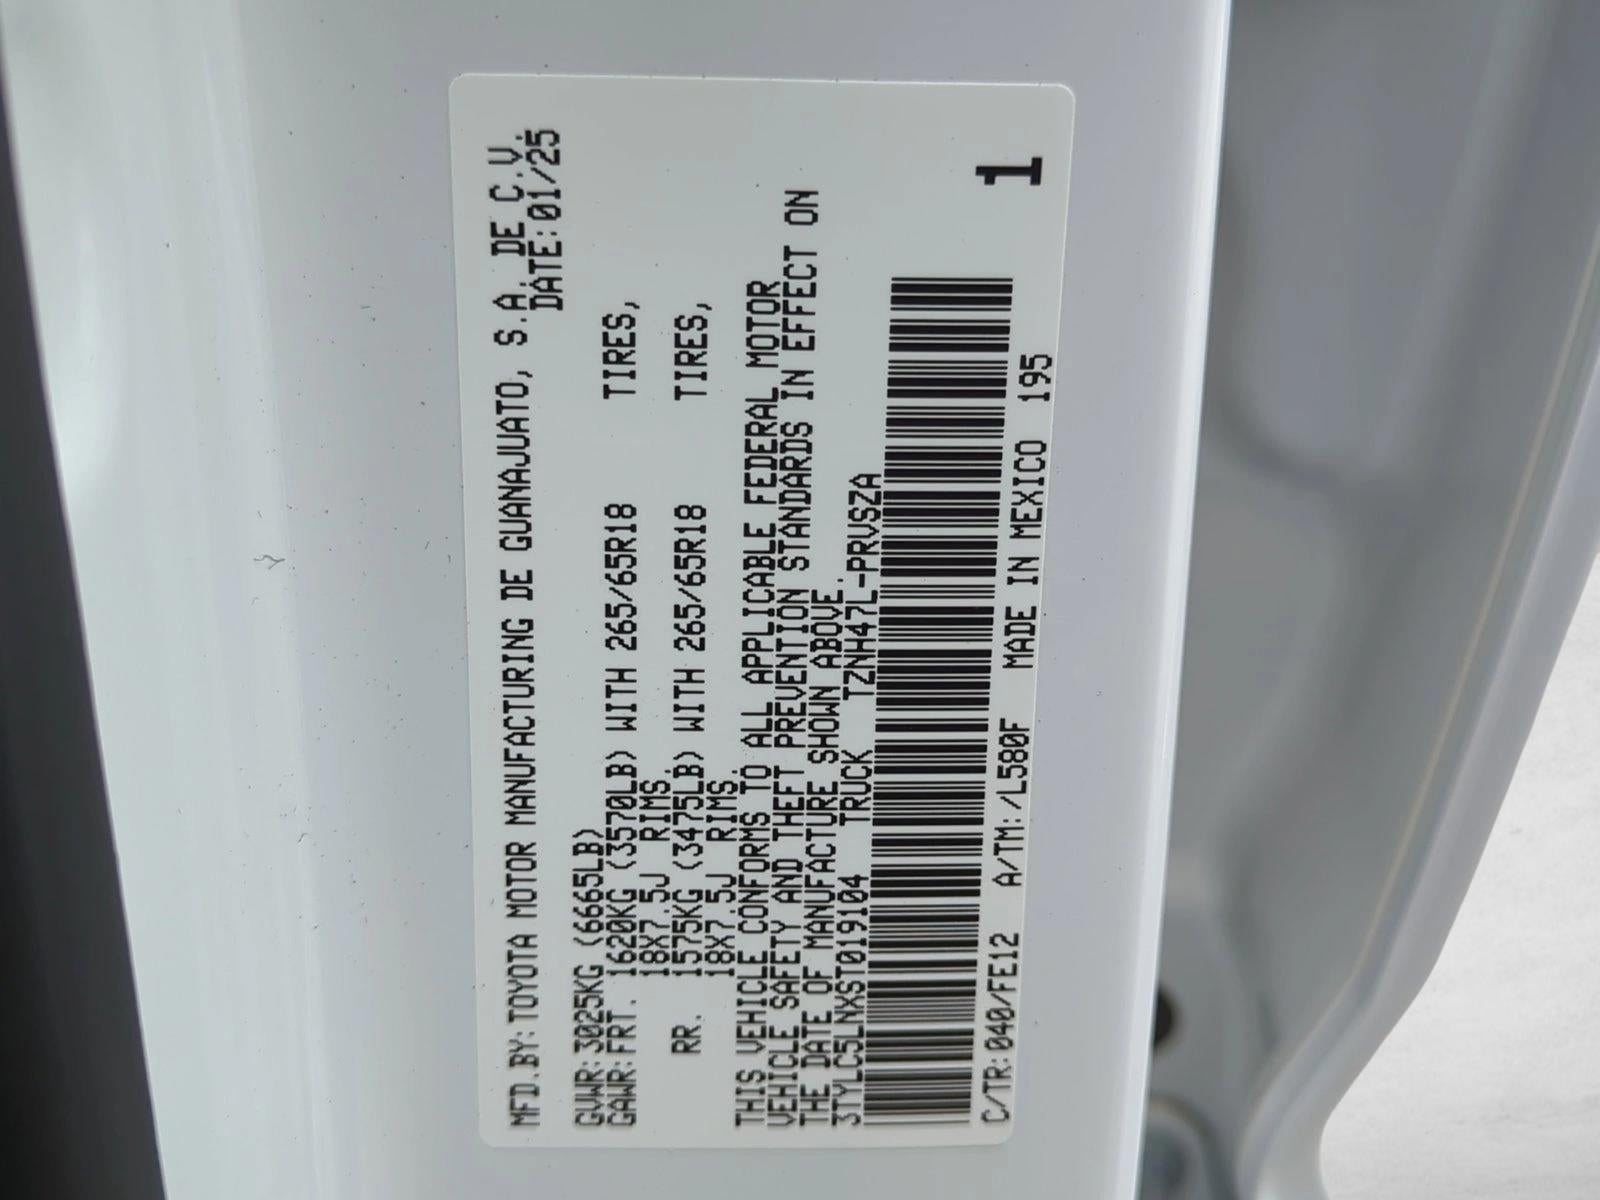 MFD.BY:TOYOTA MOTOR MANUFACTURING DE GUANAJUATO, S.A. DE C.V.
DATE:01/25
GVWR:3025KG (6665LB)
GAWR:FRT. 1620KG (3570LB) WITH 265/65R18 TIRES,
18X7.5J RIMS.
RR. 1575KG (3475LB) WITH 265/65R18 TIRES,
18X7.5J RIMS.
THIS VEHICLE CONFORMS TO ALL APPLICABLE FEDERAL MOTOR
VEHICLE SAFETY AND THEFT PREVENTION STANDARDS IN EFFECT ON
THE DATE OF MANUFACTURE SHOWN ABOVE.
3TYLC5LNXST019104 TRUCK TZNH47L-PRVSZA
C/TR:040/FE12 A/TM:/L580F MADE IN MEXICO 195
1